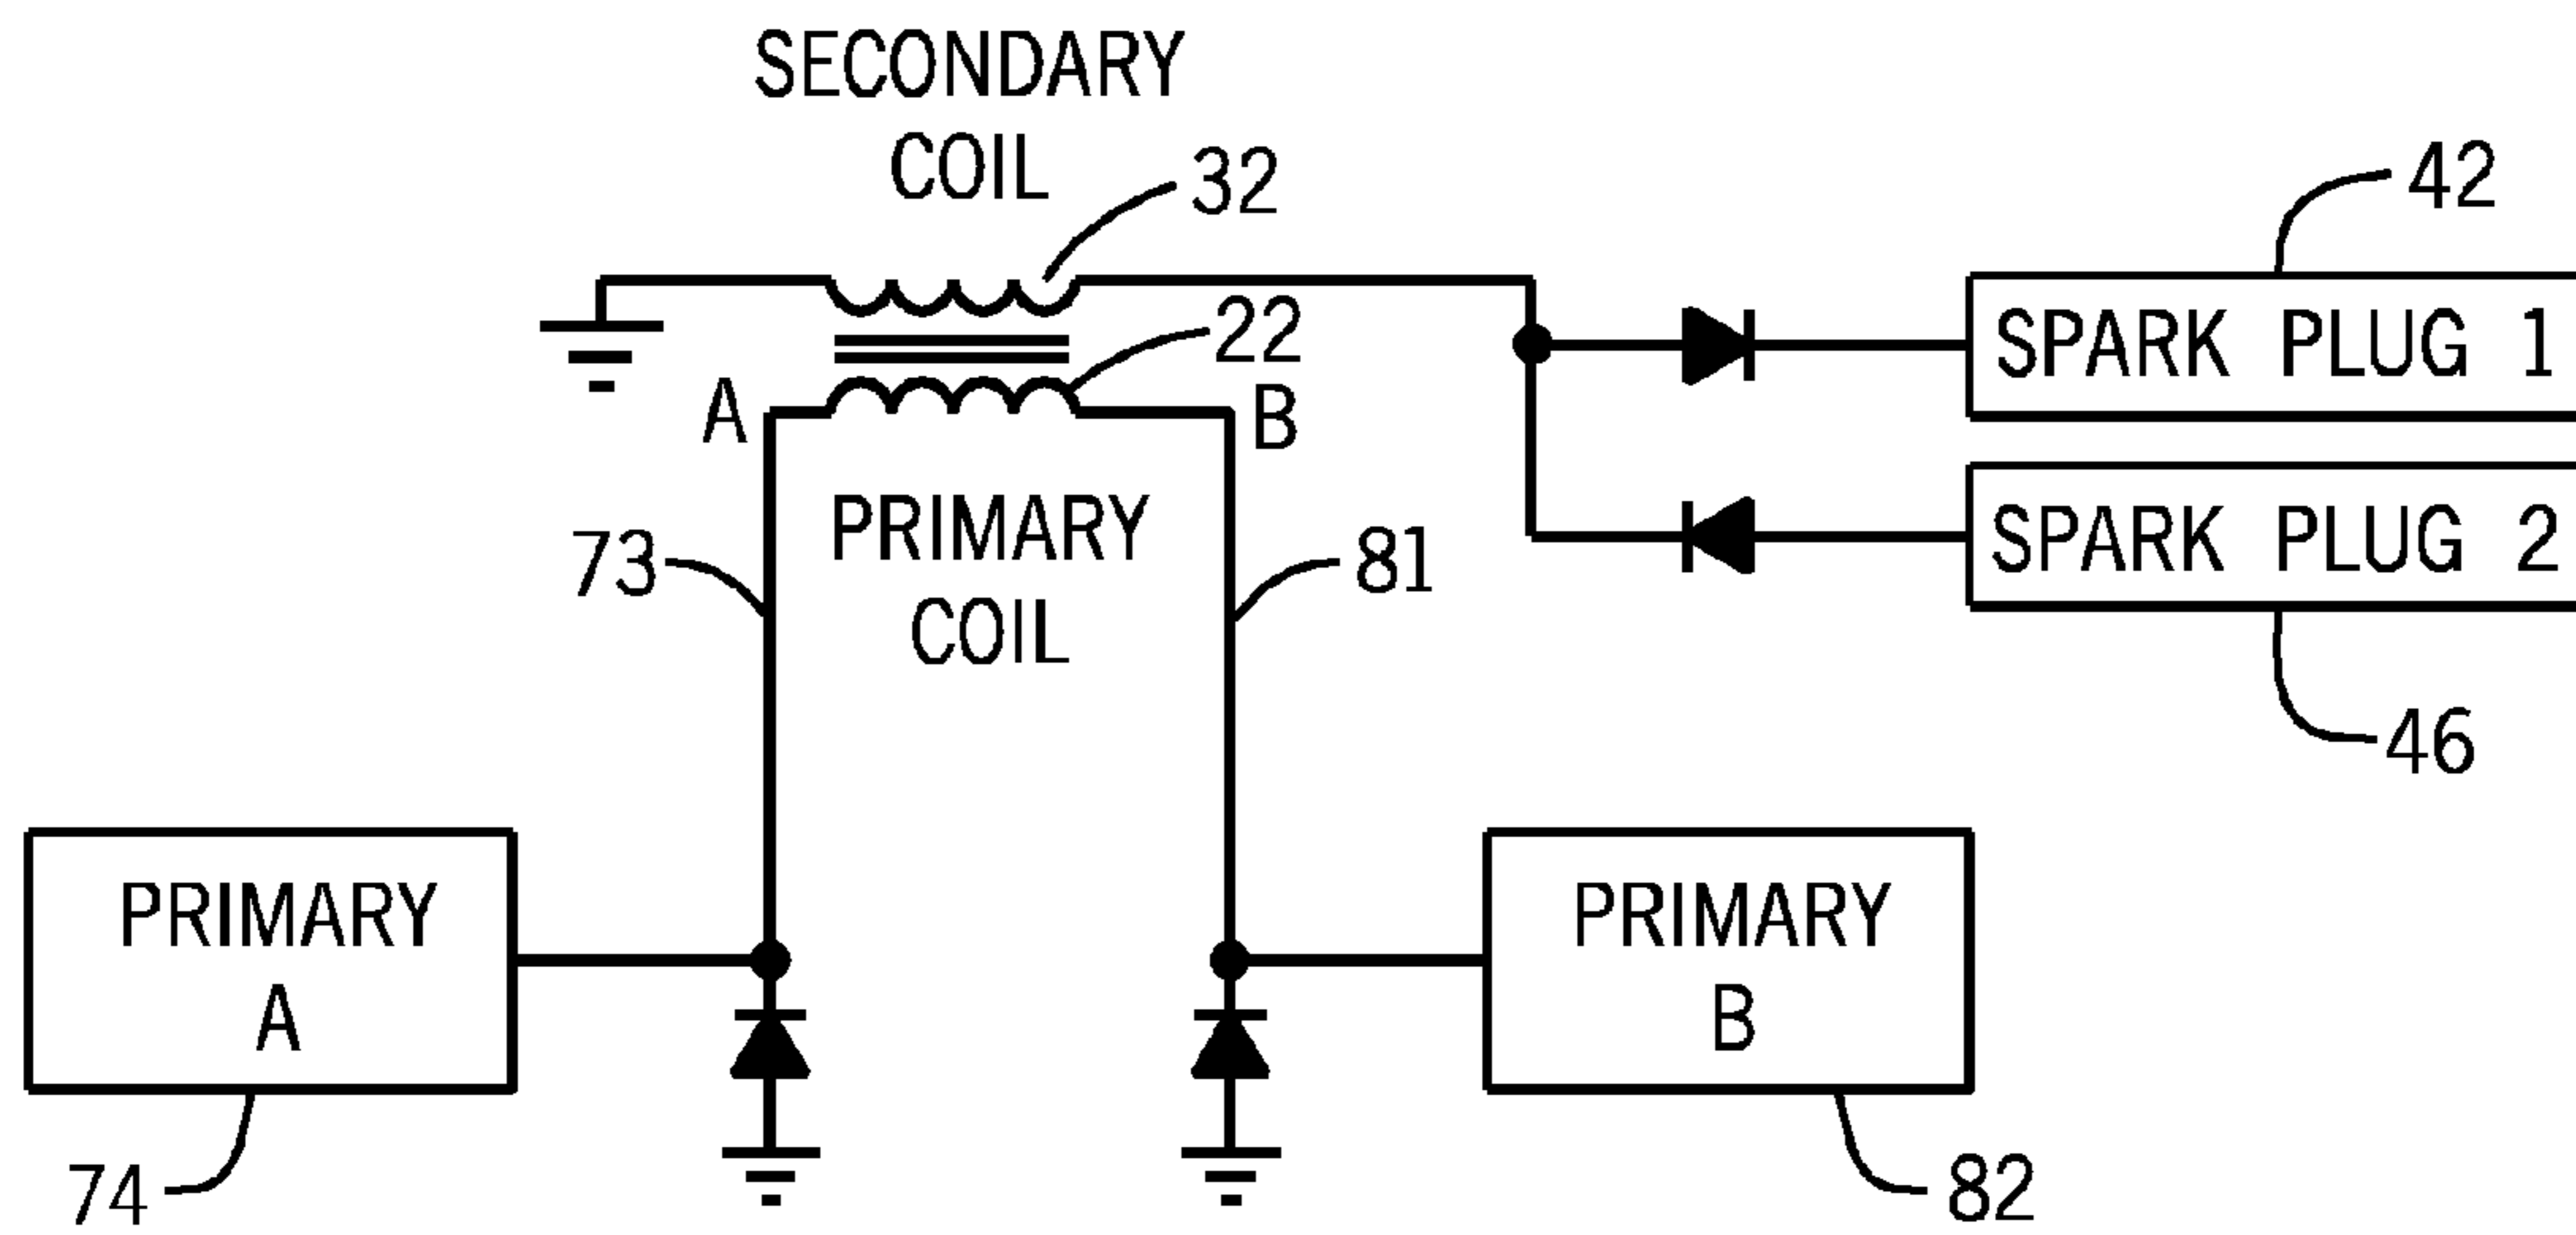 SECONDARY
COIL
32
42
22
SPARK PLUG 1
A
B
PRIMARY
COIL
73
81
SPARK PLUG 2
46
PRIMARY
A
PRIMARY
B
74
82